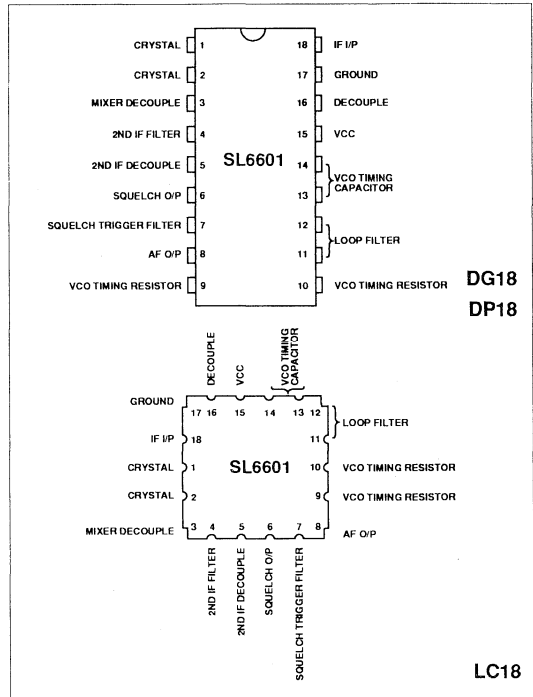 CRYSTAL 1 18 IF I/P
CRYSTAL 2 17 GROUND
MIXER DECOUPLE 3 16 DECOUPLE
2ND IF FILTER 4 15 VCC
SL6601
2ND IF DECOUPLE 5 14
VCO TIMING
CAPACITOR
SQUELCH O/P 6 13
SQUELCH TRIGGER FILTER 7 12
LOOP FILTER
AF O/P 8 11
VCO TIMING RESISTOR 9 10 VCO TIMING RESISTOR
DG18
DP18
DECOUPLE
VCC
VCO TIMING
CAPACITOR
GROUND 17 16 15 14 13 12
LOOP FILTER
IF I/P 18 11
CRYSTAL 1 SL6601 10 VCO TIMING RESISTOR
CRYSTAL 2 9 VCO TIMING RESISTOR
MIXER DECOUPLE 3 4 5 6 7 8 AF O/P
2ND IF FILTER
2ND IF DECOUPLE
SQUELCH O/P
SQUELCH TRIGGER FILTER
LC18